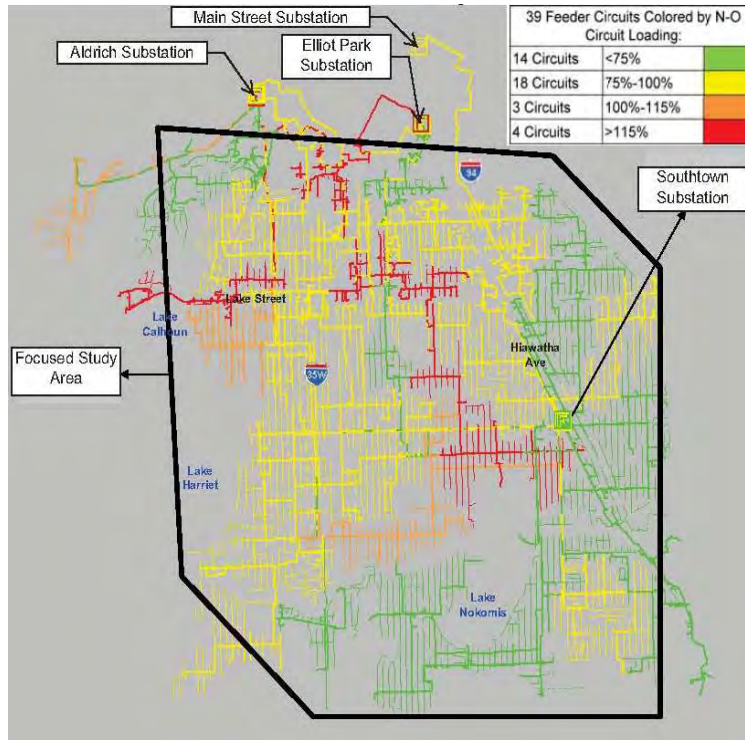 Main Street Substation
Aldrich Substation
Elliot Park
Substation
39 Feeder Circuits Colored by N-O
Circuit Loading:
14 Circuits <75%
18 Circuits 75%-100%
3 Circuits 100%-115%
4 Circuits >115%
94
Southtown
Substation
Lake Street
Lake
Calhoun
Hiawatha
Ave
Focused Study
Area
35W
Lake
Harriet
Lake
Nokomis